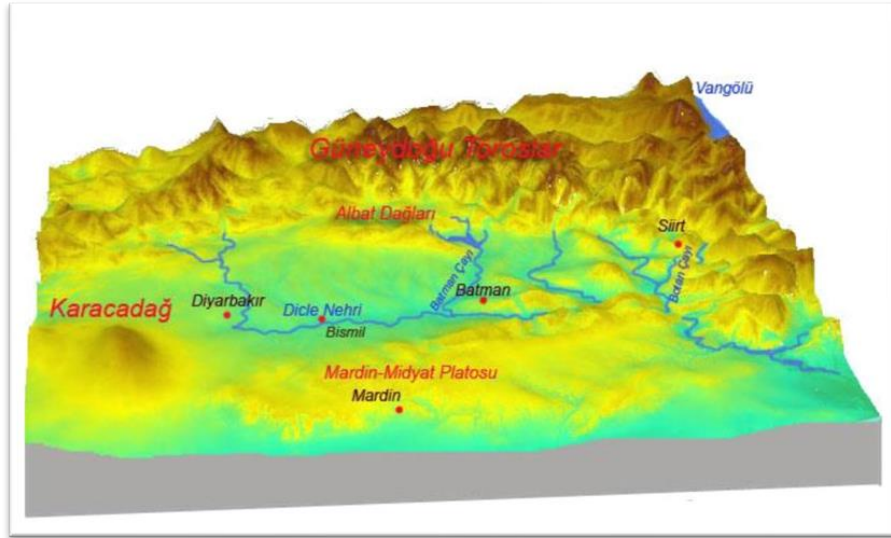 Vangölü
Güneydoğu Toroslar
Albat Dağları
Siirt
Batman Çayı
Botan Çayı
Batman
Karacadağ
Diyarbakır
Dicle Nehri
Bismil
Mardin-Midyat Platosu
Mardin